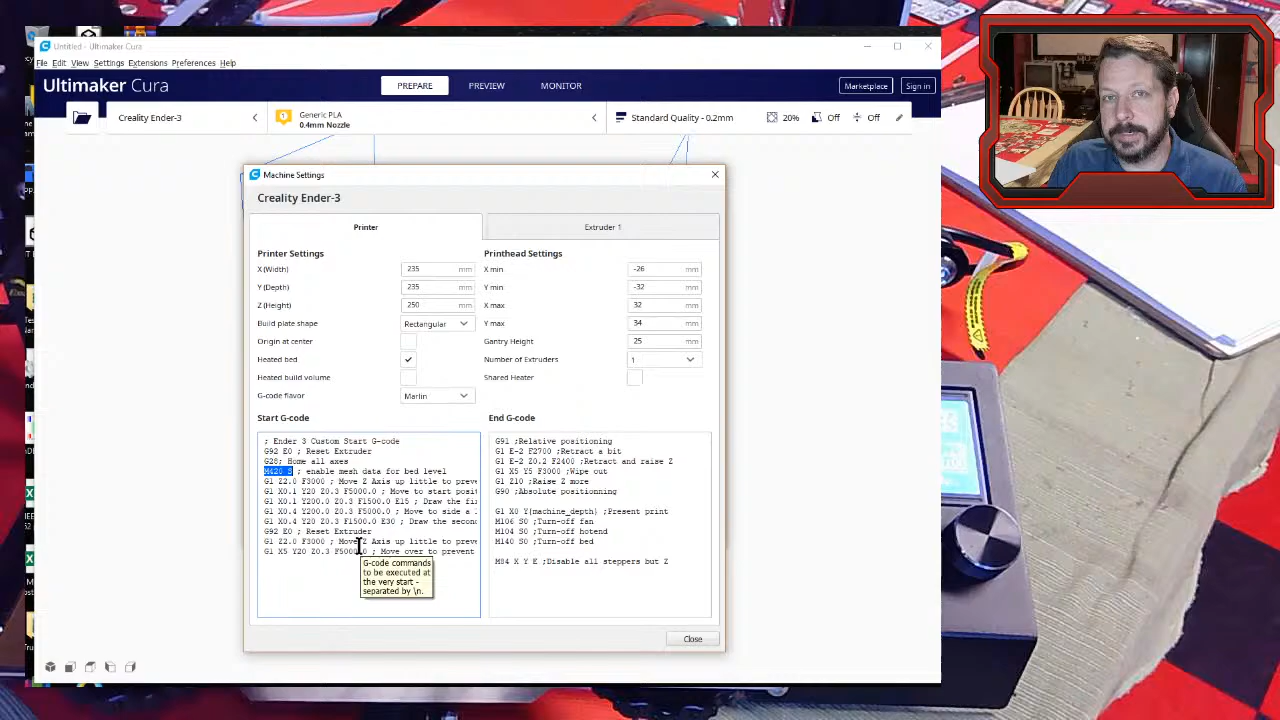 Untitled - Ultimaker Cura
File Edit View Settings Extensions Preferences Help
Ultimaker Cura
PREPARE PREVIEW MONITOR
Marketplace Sign in
Creality Ender-3
Generic PLA
0.4mm Nozzle
Standard Quality - 0.2mm 20% Off Off
Machine Settings
Creality Ender-3
Printer Extruder 1
Printer Settings
X (Width) 235 mm
Y (Depth) 235 mm
Z (Height) 250 mm
Build plate shape Rectangular
Origin at center
Heated bed
Heated build volume
G-code flavor Marlin
Printhead Settings
X min -26 mm
Y min -32 mm
X max 32 mm
Y max 34 mm
Gantry Height 25 mm
Number of Extruders 1
Shared Heater
Start G-code
; Ender 3 Custom Start G-code
G92 E0 ; Reset Extruder
G28; Home all axes
M420 S ; enable mesh data for bed level
G1 Z2.0 F3000 ; Move Z Axis up little to preve
G1 X0.1 Y20 Z0.3 F5000.0 ; Move to start posit
G1 X0.1 Y200.0 Z0.3 F1500.0 E15 ; Draw the fi
G1 X0.4 Y200.0 Z0.3 F5000.0 ; Move to side a
G1 X0.4 Y20 Z0.3 F1500.0 E30 ; Draw the secon
G92 E0 ; Reset Extruder
G1 Z2.0 F3000 ; Move Z Axis up little to preve
G1 X5 Y20 Z0.3 F5000.0 ; Move over to prevent
G-code commands
to be executed at
the very start -
separated by \n.
End G-code
G91 ;Relative positioning
G1 E-2 F2700 ;Retract a bit
G1 E-2 Z0.2 F2400 ;Retract and raise Z
G1 X5 Y5 F3000 ;Wipe out
G1 Z10 ;Raise Z more
G90 ;Absolute positionning
G1 X0 Y{machine_depth} ;Present print
M106 S0 ;Turn-off fan
M104 S0 ;Turn-off hotend
M140 S0 ;Turn-off bed
M84 X Y E ;Disable all steppers but Z
Close